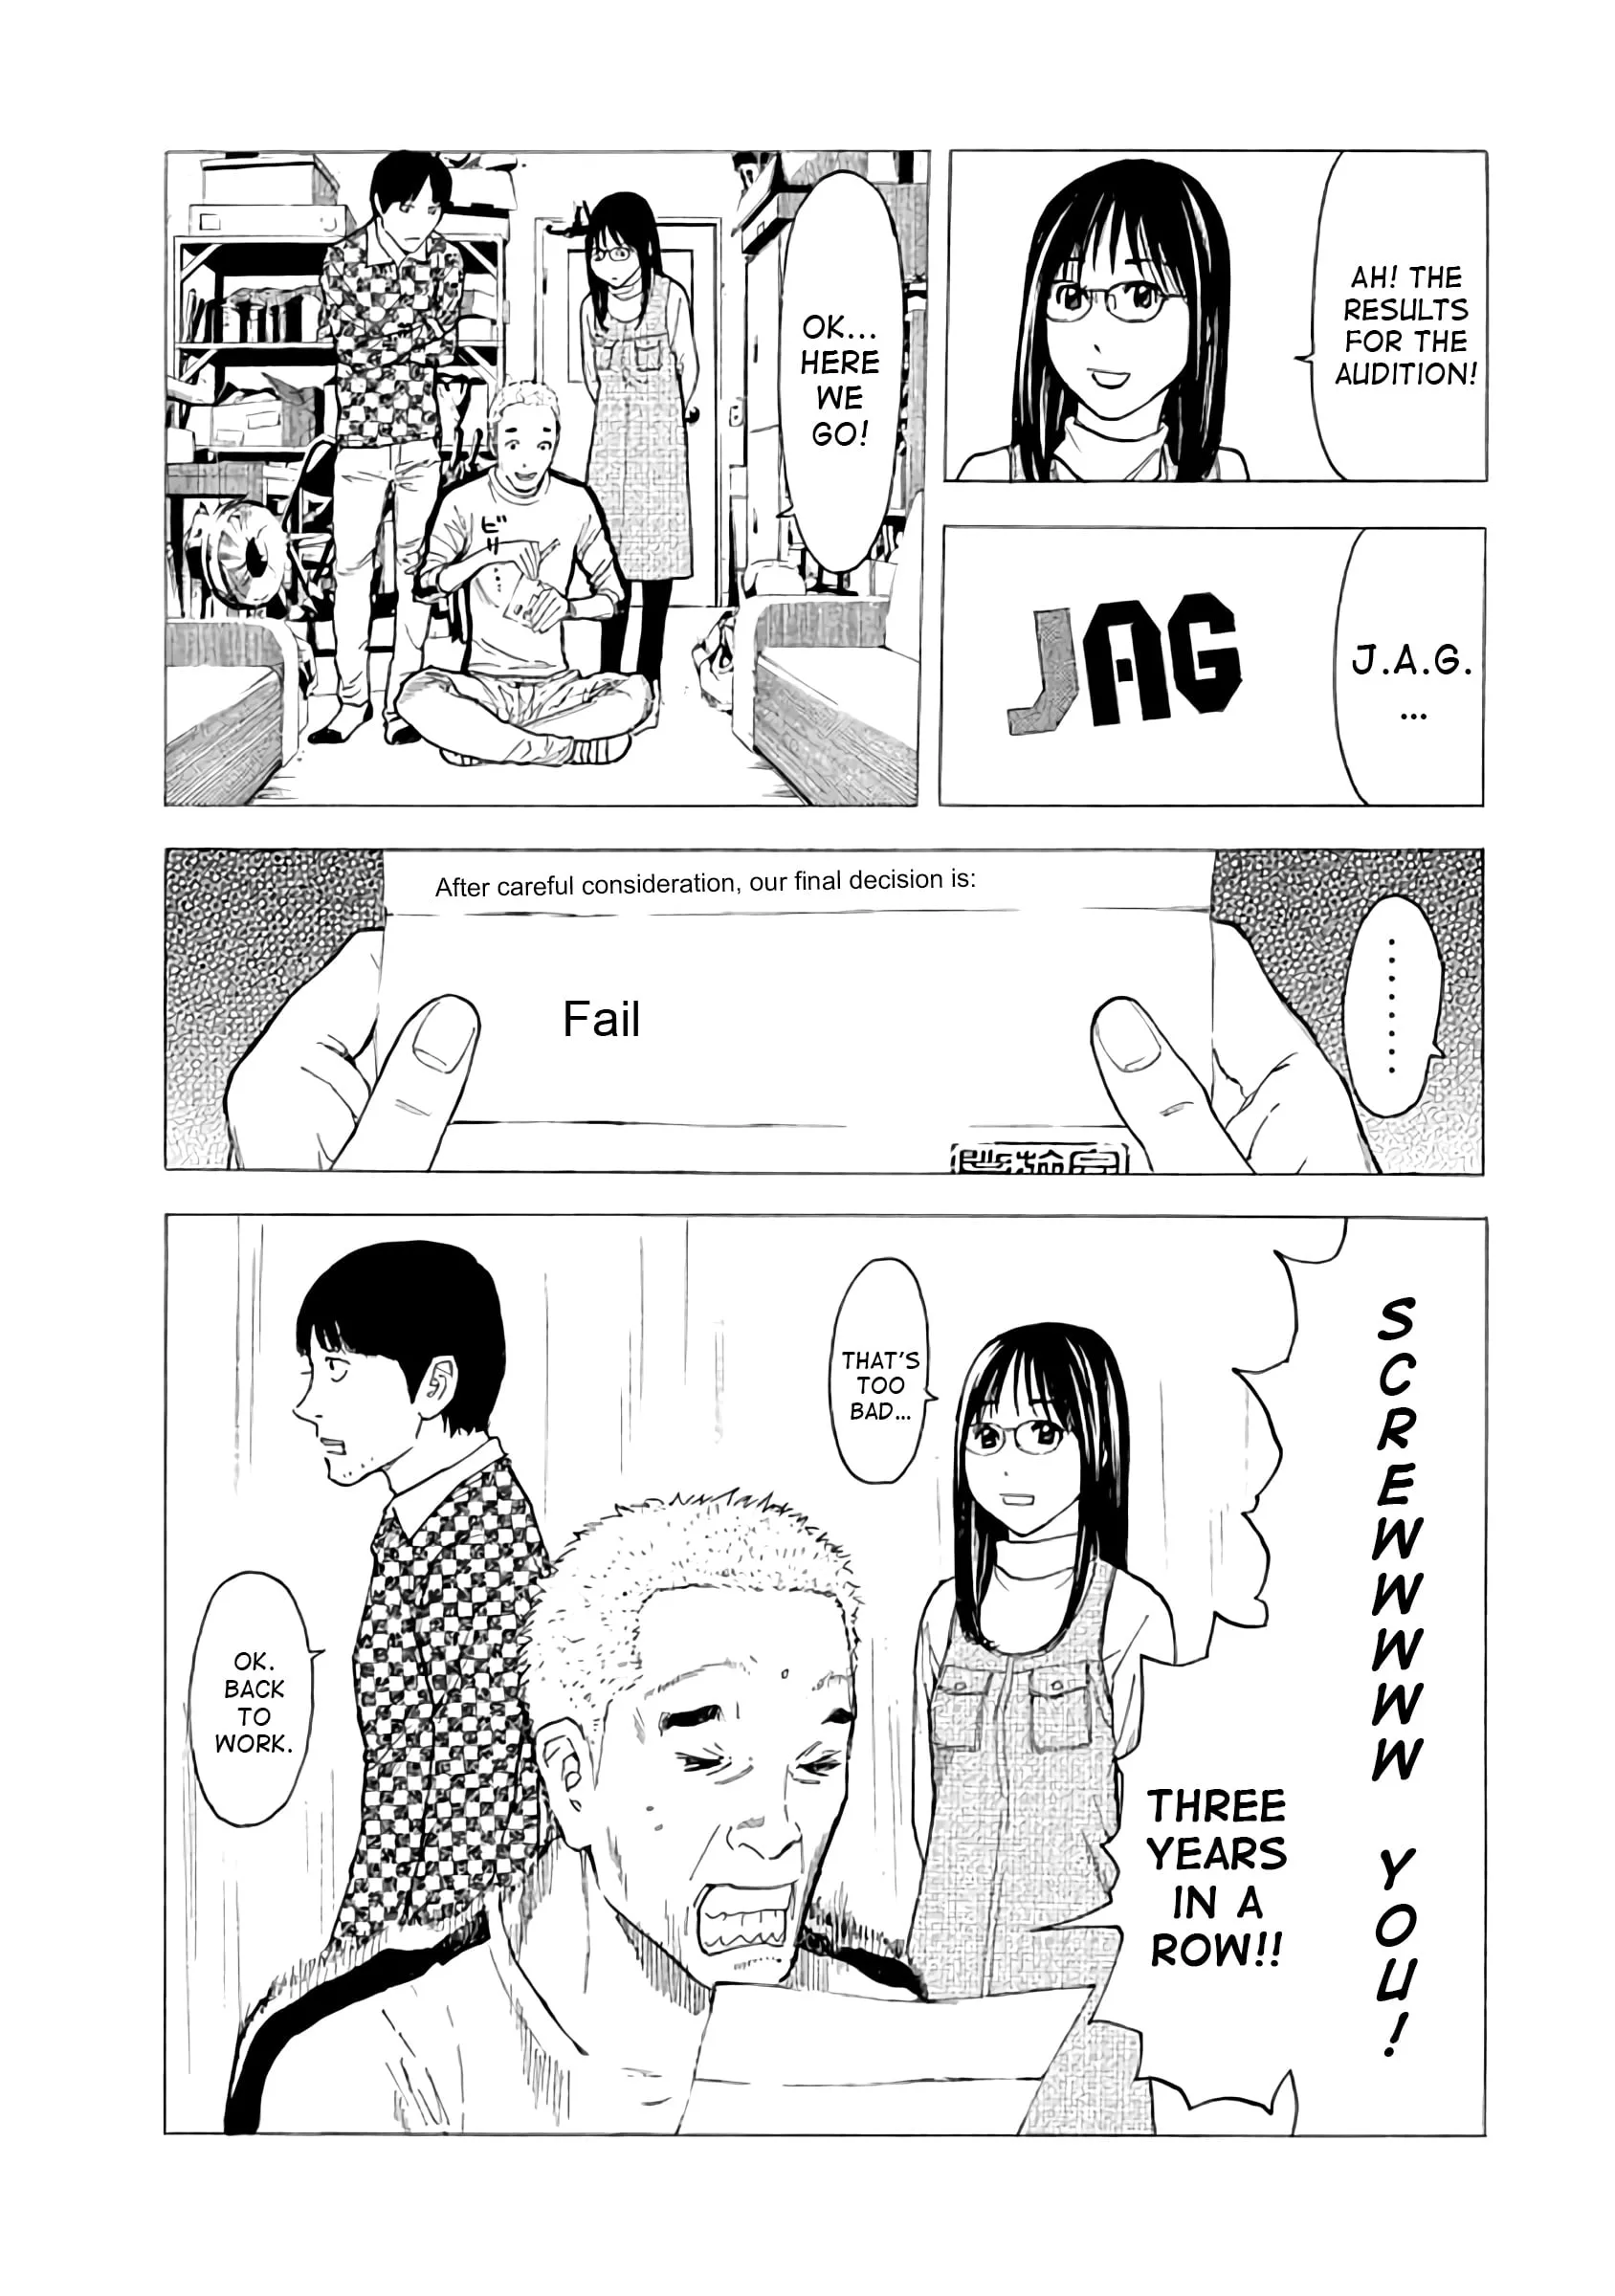 AH! THE
RESULTS
FOR THE
AUDITION!
JAG
J.A.G.
...
OK...
HERE
WE
GO!
ビリ...
After careful consideration, our final decision is:
Fail
.........
SCREWWWWW YOU!
THREE
YEARS
IN A
ROW!!
THAT'S
TOO
BAD...
OK.
BACK
TO
WORK.